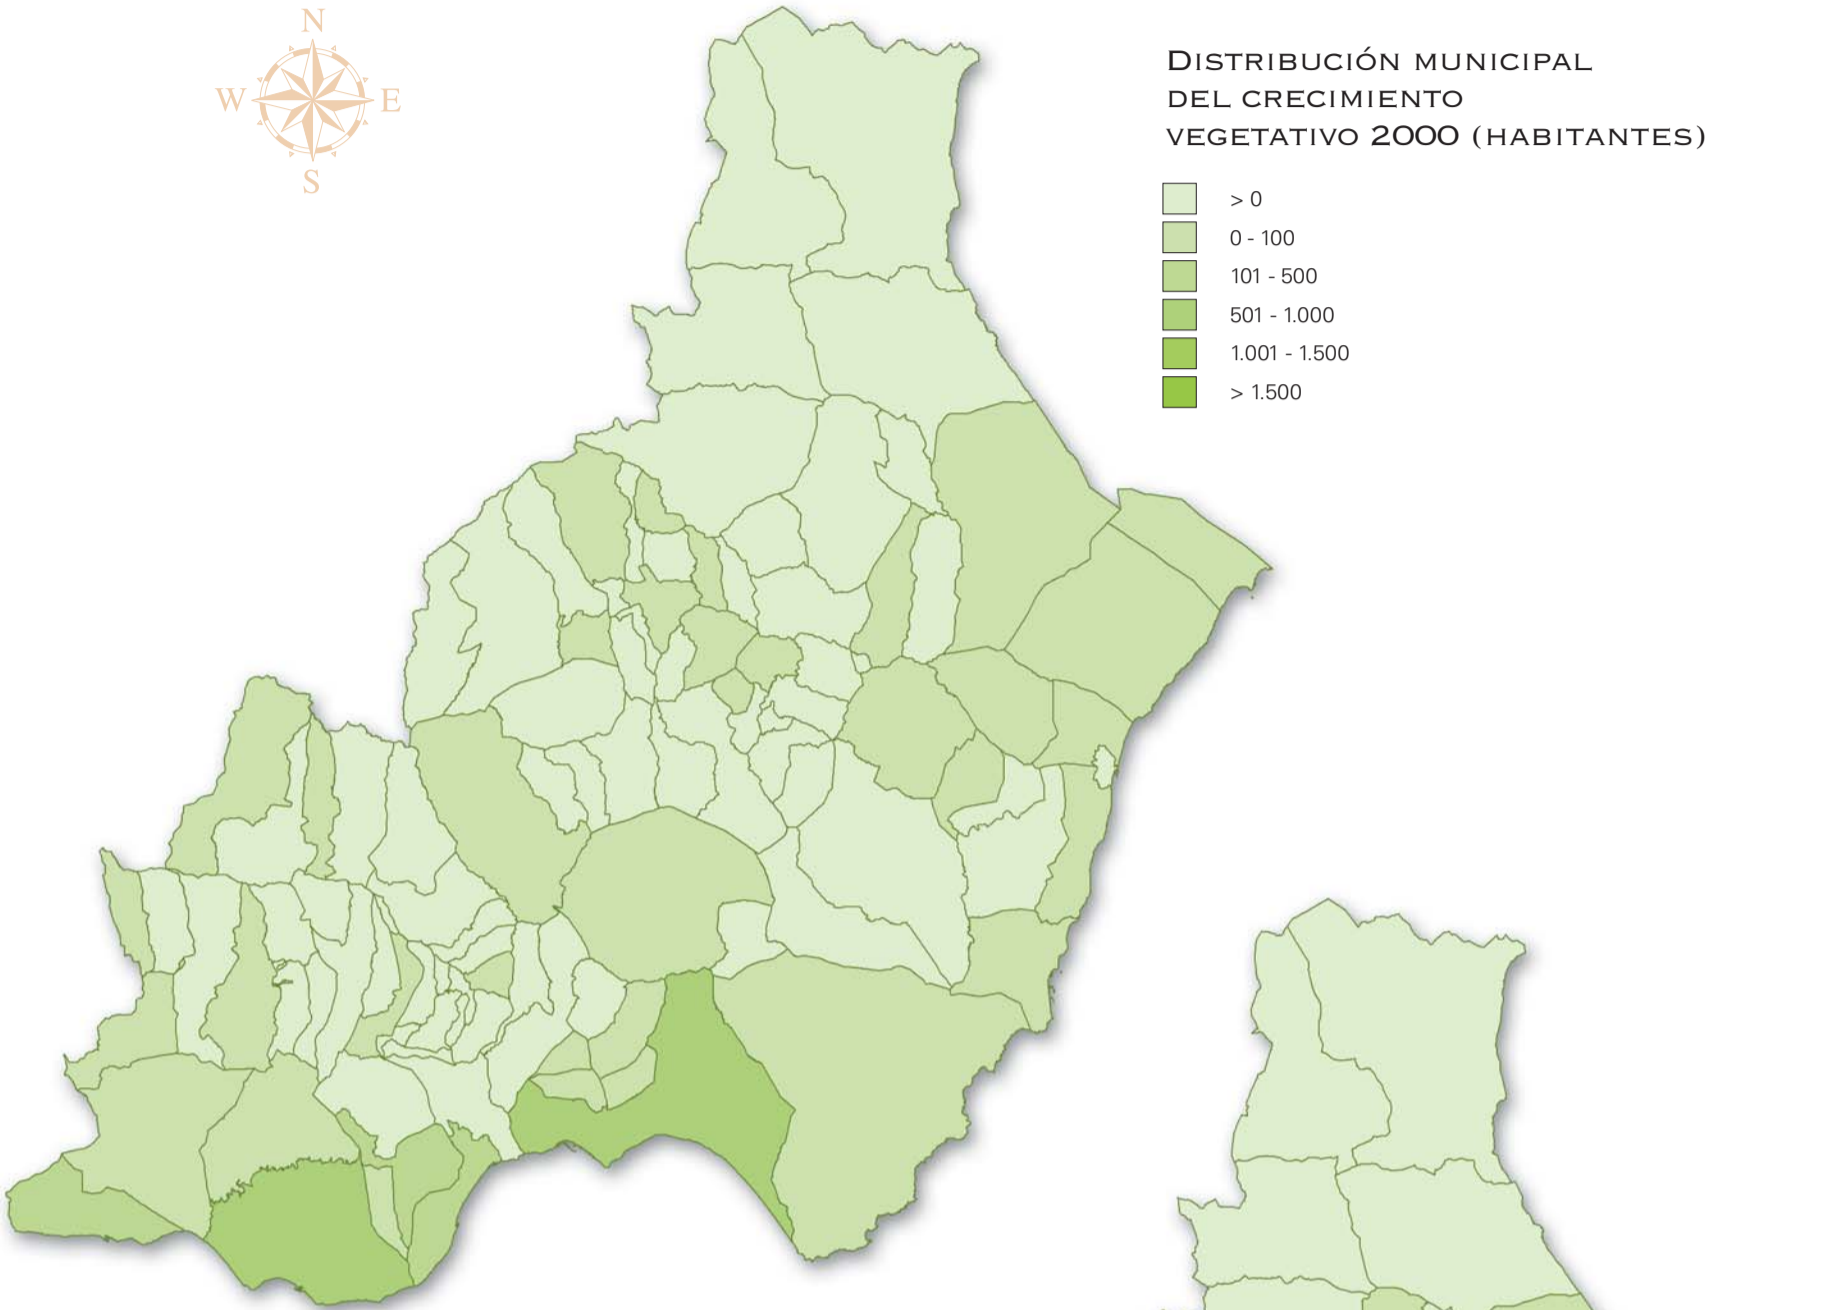 N
W
E
S
DISTRIBUCIÓN MUNICIPAL
DEL CRECIMIENTO
VEGETATIVO 2000 (HABITANTES)
> 0
0 - 100
101 - 500
501 - 1.000
1.001 - 1.500
> 1.500